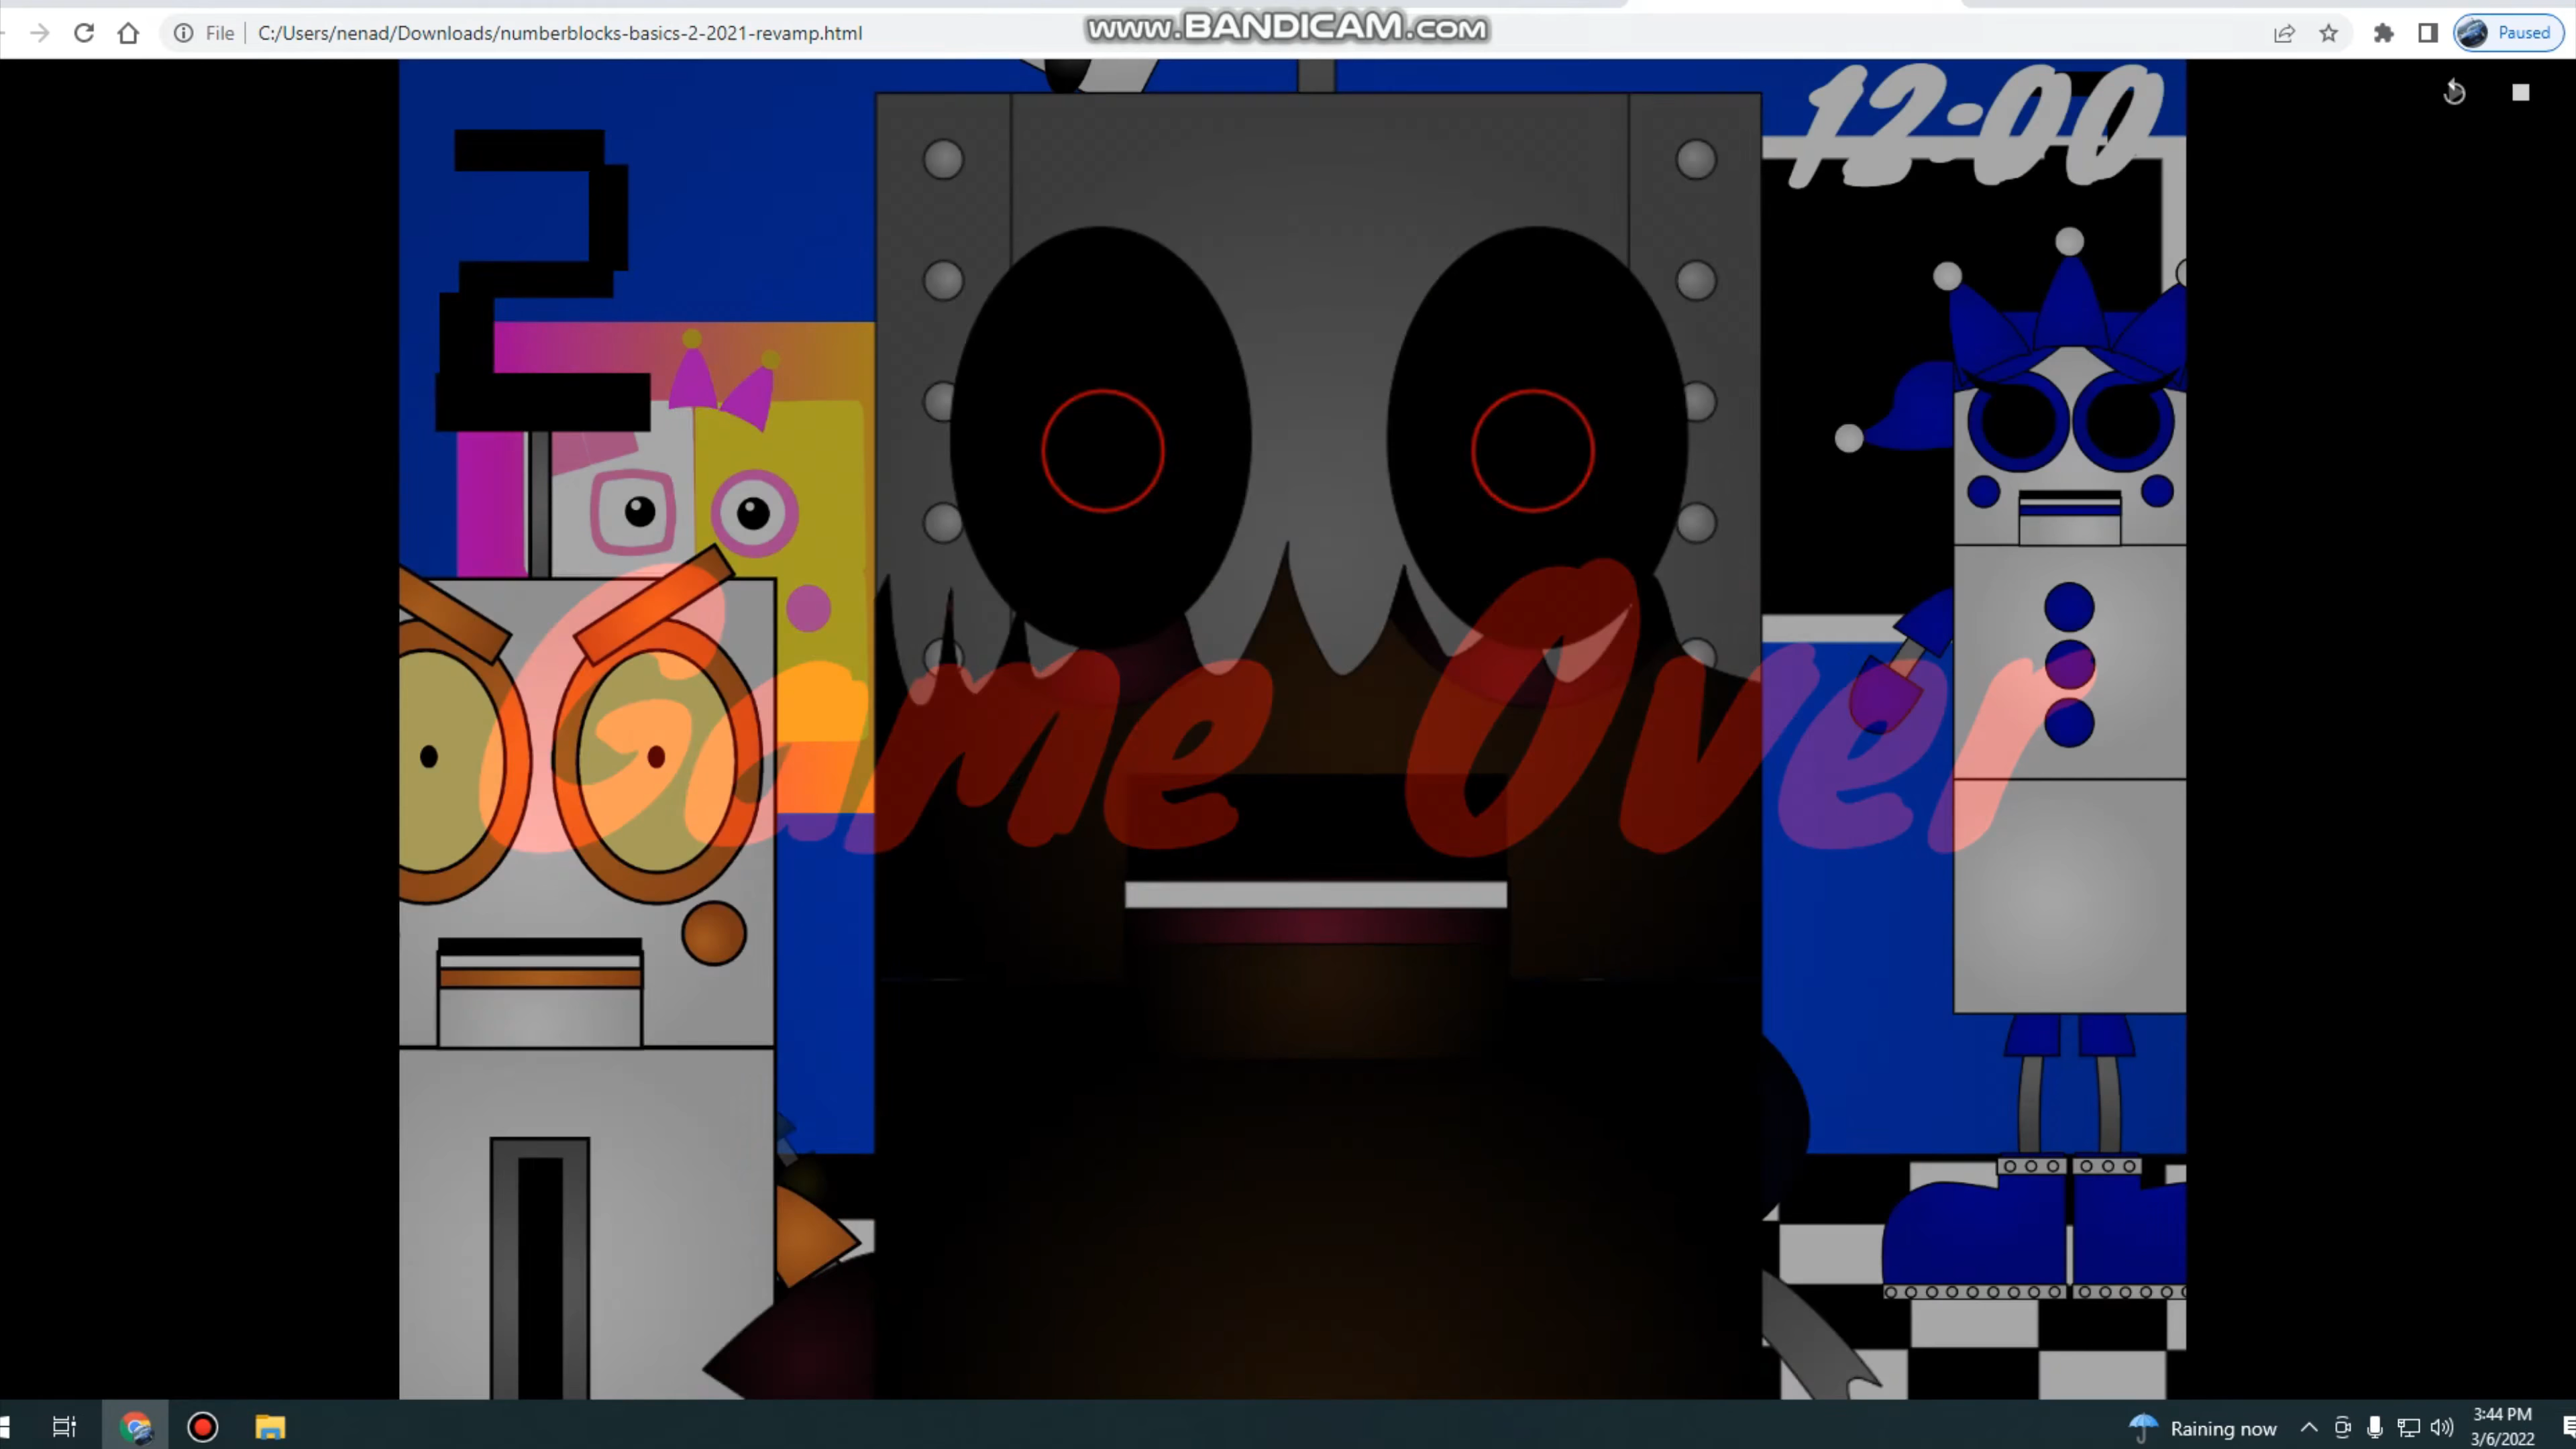 File
C:/Users/nenad/Downloads/numberblocks-basics-2-2021-revamp.html
www.BANDICAM.com
Paused
12:00
2
Game Over
Raining now
3:44 PM
3/6/2022